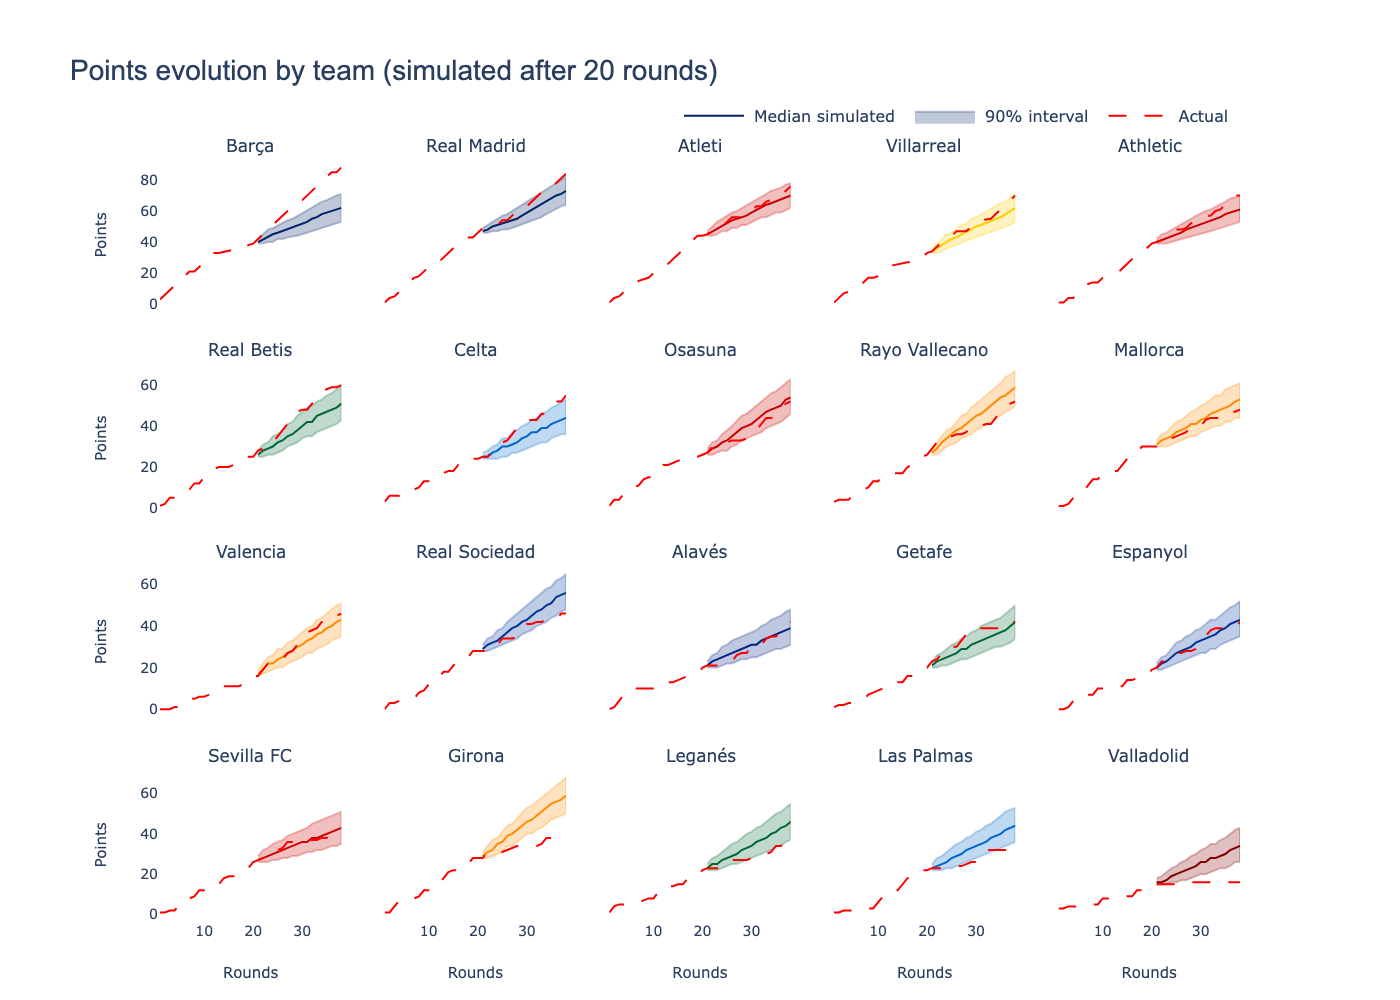 Points evolution by team (simulated after 20 rounds)
Median simulated 90% interval Actual
Barça Real Madrid Atleti Villarreal Athletic
80
60
40
20
0
Points
Real Betis Celta Osasuna Rayo Vallecano Mallorca
60
40
20
0
Points
Valencia Real Sociedad Alavés Getafe Espanyol
60
40
20
0
Points
Sevilla FC Girona Leganés Las Palmas Valladolid
60
40
20
0
Points
10 20 30 10 20 30 10 20 30 10 20 30 10 20 30
Rounds Rounds Rounds Rounds Rounds